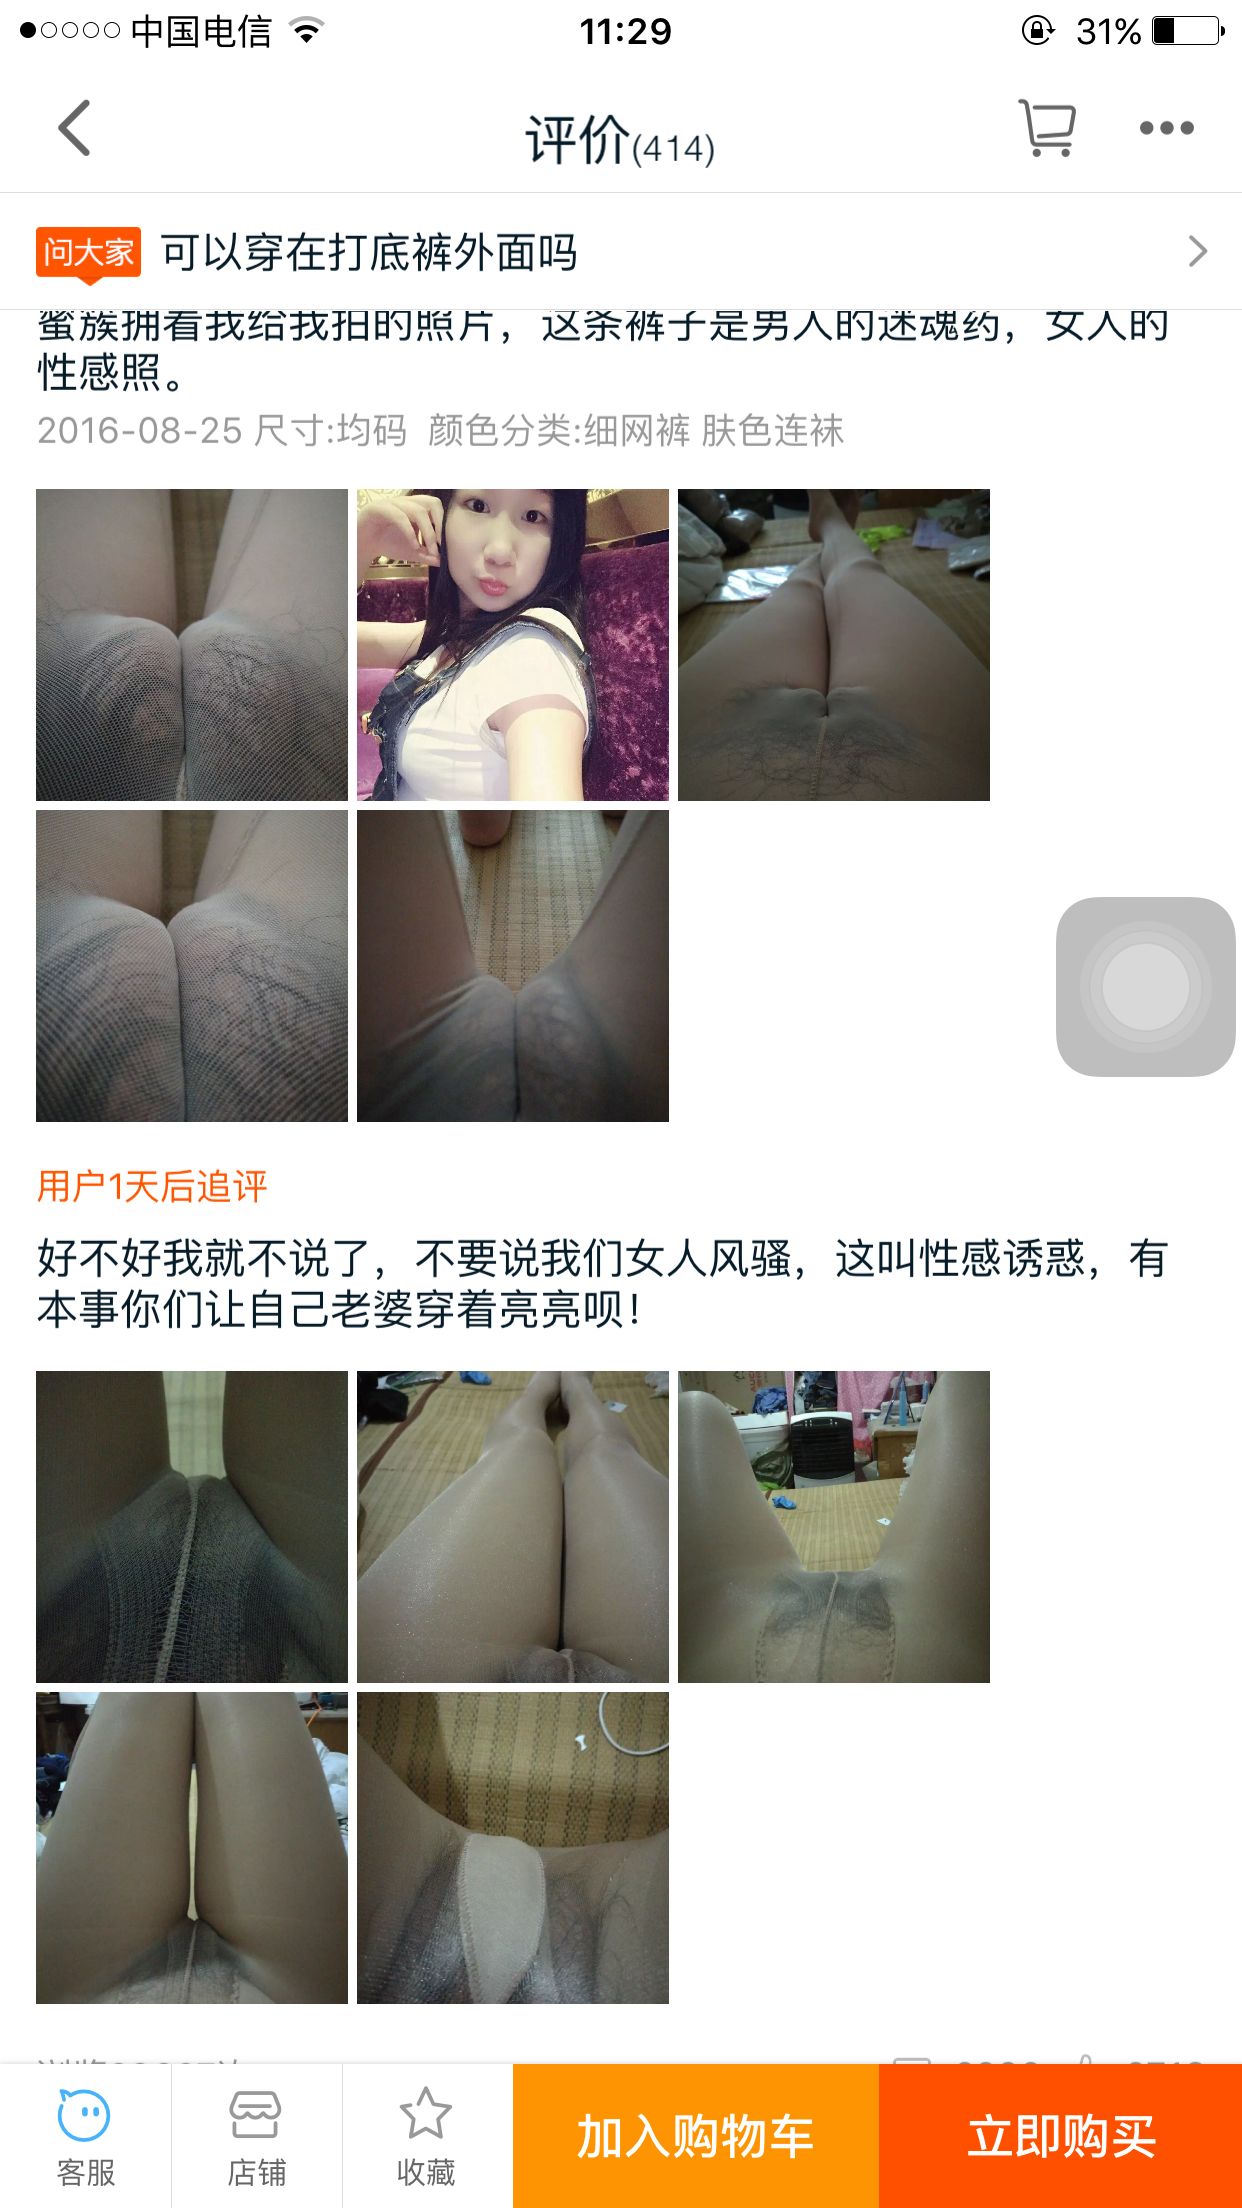 中国电信
11:29
31%
评价(414)
问大家 可以穿在打底裤外面吗
蜜簇拥着我给我拍的照片，这条裤子是男人的迷魂药，女人的
性感照。
2016-08-25 尺寸:均码 颜色分类:细网裤 肤色连袜
用户1天后追评
好不好我就不说了，不要说我们女人风骚，这叫性感诱惑，有
本事你们让自己老婆穿着亮亮呗！
客服
店铺
收藏
加入购物车
立即购买